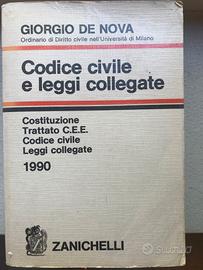 GIORGIO DE NOVA
Ordinario di Diritto civile nell'Università di Milano
Codice civile
e leggi collegate
Costituzione
Trattato C.E.E.
Codice civile
Leggi collegate
1990
ZANICHELLI
subito